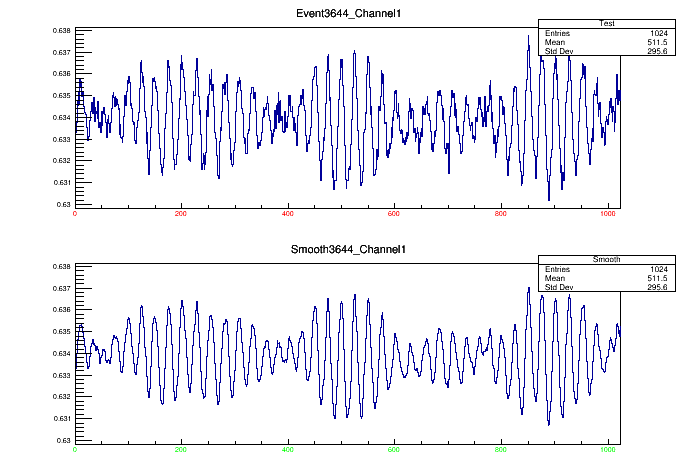 Event3644_Channel1
Test
Entries 1024
Mean 511.5
Std Dev 295.6
0.638
0.637
0.636
0.635
0.634
0.633
0.632
0.631
0.63
0 200 400 600 800 1000
Smooth3644_Channel1
Smooth
Entries 1024
Mean 511.5
Std Dev 295.6
0.638
0.637
0.636
0.635
0.634
0.633
0.632
0.631
0.63
0 200 400 600 800 1000